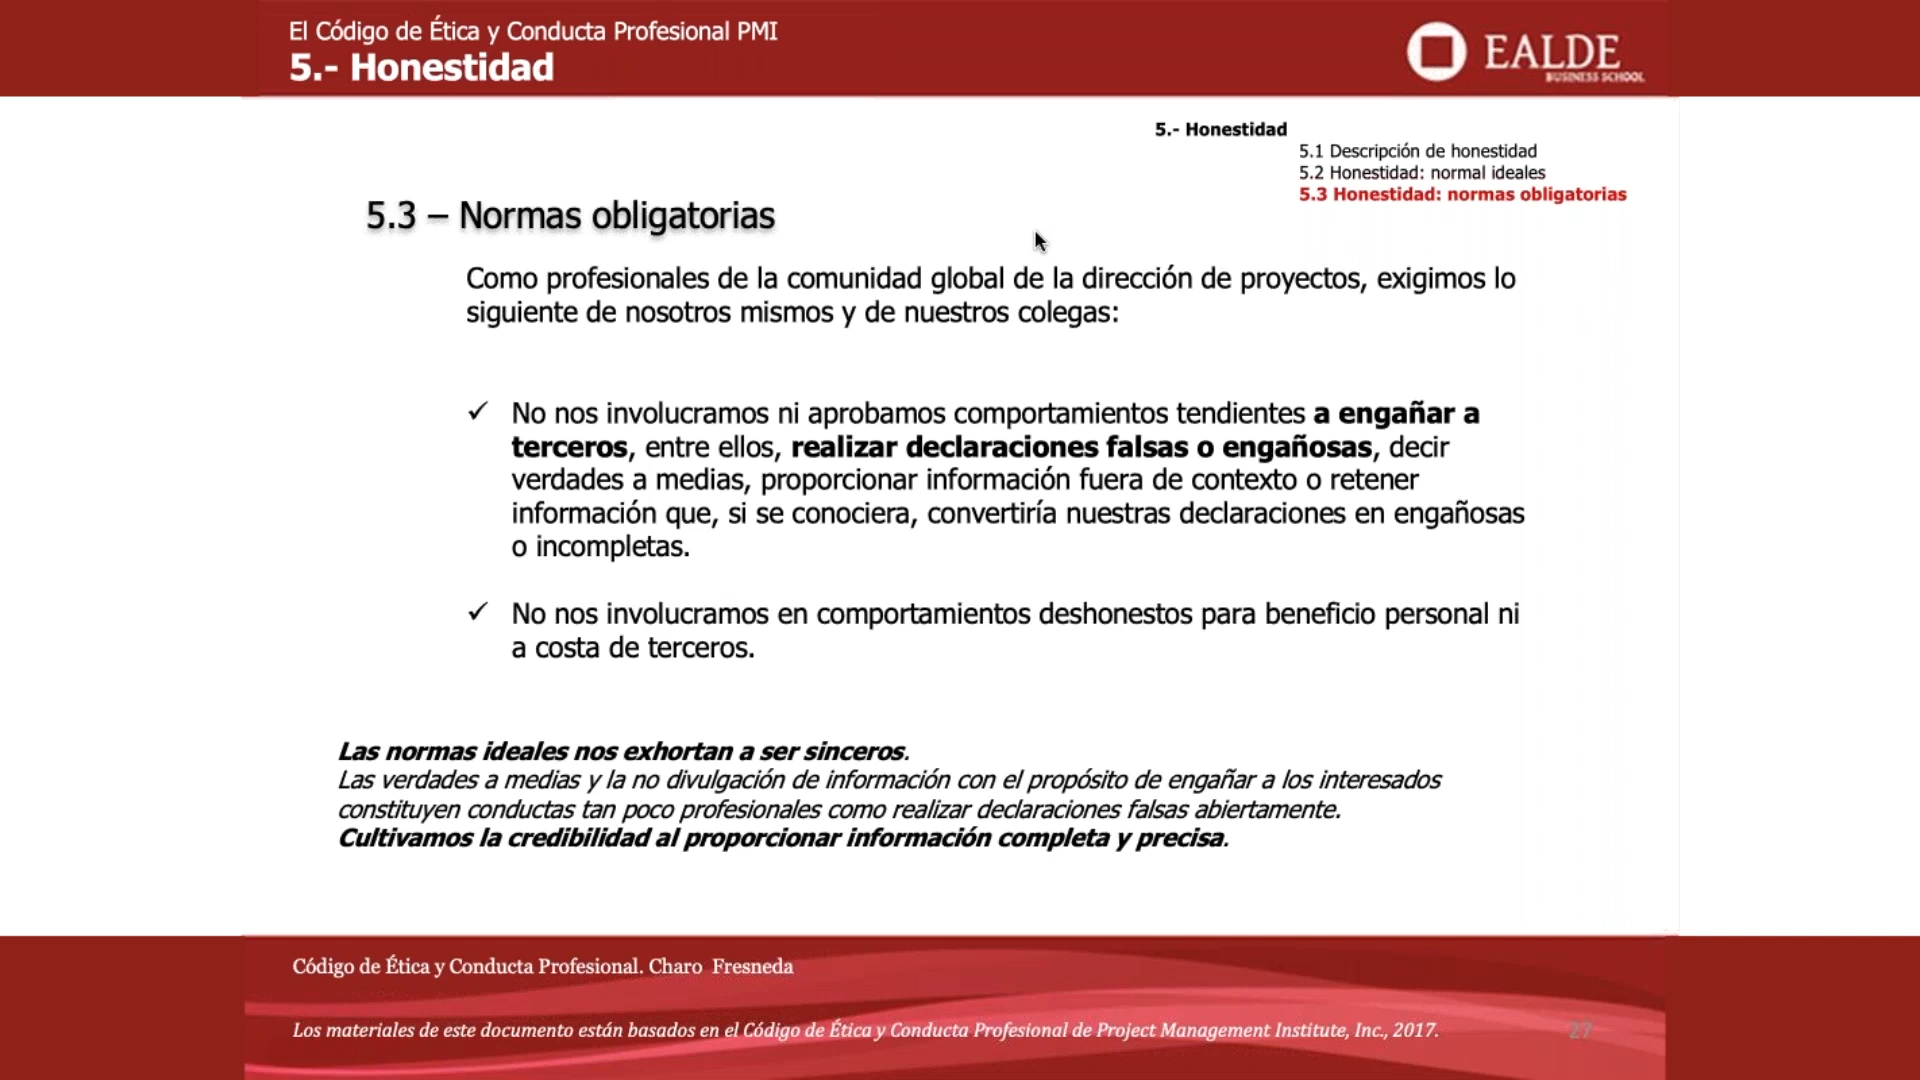 El Código de Ética y Conducta Profesional PMI
5.- Honestidad
EALDE
BUSINESS SCHOOL
5.- Honestidad
5.1 Descripción de honestidad
5.2 Honestidad: normal ideales
5.3 Honestidad: normas obligatorias
5.3 – Normas obligatorias
Como profesionales de la comunidad global de la dirección de proyectos, exigimos lo
siguiente de nosotros mismos y de nuestros colegas:
✓ No nos involucramos ni aprobamos comportamientos tendientes a engañar a
terceros, entre ellos, realizar declaraciones falsas o engañosas, decir
verdades a medias, proporcionar información fuera de contexto o retener
información que, si se conociera, convertiría nuestras declaraciones en engañosas
o incompletas.
✓ No nos involucramos en comportamientos deshonestos para beneficio personal ni
a costa de terceros.
Las normas ideales nos exhortan a ser sinceros.
Las verdades a medias y la no divulgación de información con el propósito de engañar a los interesados
constituyen conductas tan poco profesionales como realizar declaraciones falsas abiertamente.
Cultivamos la credibilidad al proporcionar información completa y precisa.
Código de Ética y Conducta Profesional. Charo Fresneda
Los materiales de este documento están basados en el Código de Ética y Conducta Profesional de Project Management Institute, Inc., 2017.
27